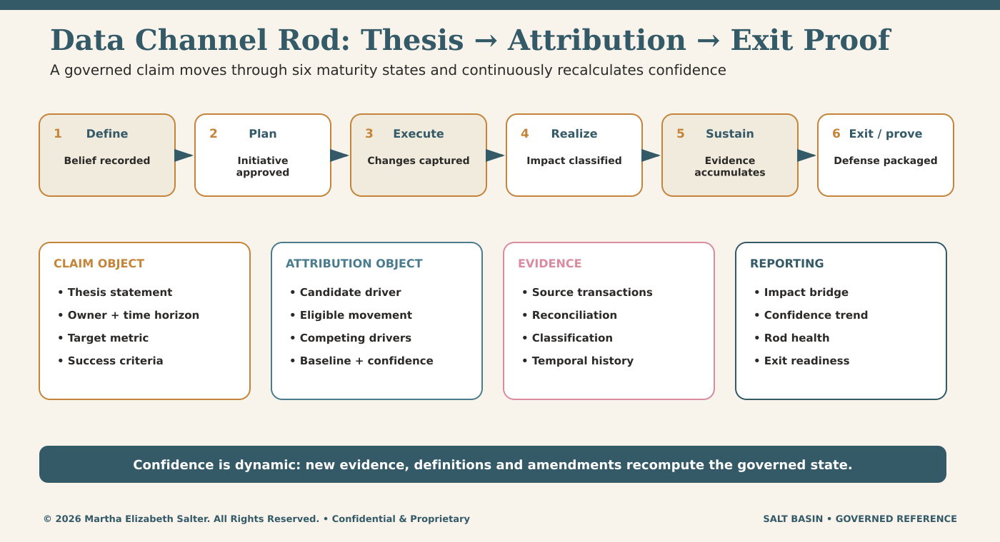 Data Channel Rod: Thesis → Attribution → Exit Proof
A governed claim moves through six maturity states and continuously recalculates confidence
1 Define
Belief recorded
2 Plan
Initiative
approved
3 Execute
Changes captured
4 Realize
Impact classified
5 Sustain
Evidence
accumulates
6 Exit / prove
Defense packaged
CLAIM OBJECT
• Thesis statement
• Owner + time horizon
• Target metric
• Success criteria
ATTRIBUTION OBJECT
• Candidate driver
• Eligible movement
• Competing drivers
• Baseline + confidence
EVIDENCE
• Source transactions
• Reconciliation
• Classification
• Temporal history
REPORTING
• Impact bridge
• Confidence trend
• Rod health
• Exit readiness
Confidence is dynamic: new evidence, definitions and amendments recompute the governed state.
© 2026 Martha Elizabeth Salter. All Rights Reserved. • Confidential & Proprietary
SALT BASIN • GOVERNED REFERENCE